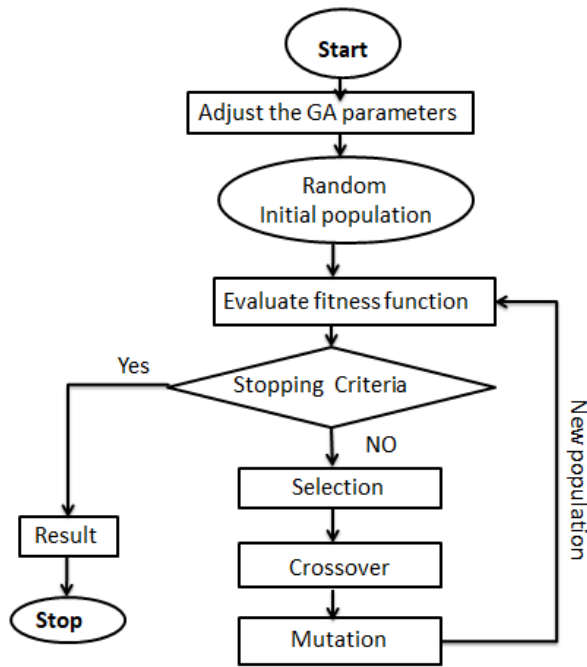 Start
Adjust the GA parameters
Random
Initial population
Evaluate fitness function
Yes
Stopping Criteria
NO
New population
Selection
Result
Crossover
Stop
Mutation